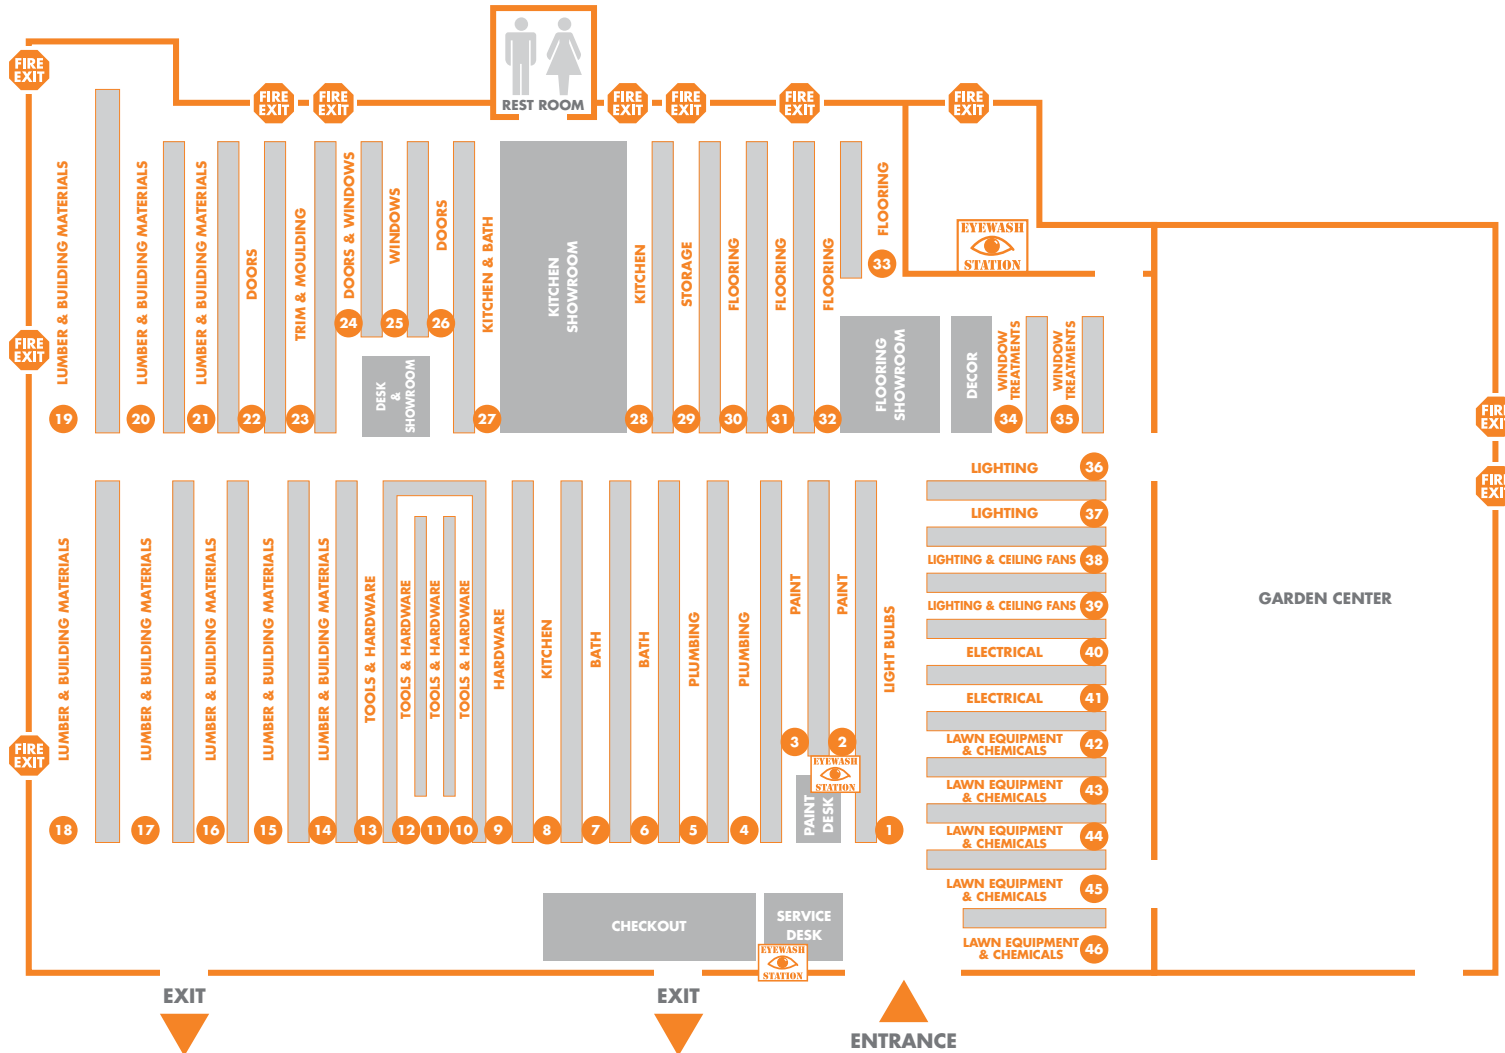 REST ROOM
FIRE
EXIT
FIRE
EXIT
FIRE
EXIT
FIRE
EXIT
FIRE
EXIT
FIRE
EXIT
FIRE
EXIT
LUMBER & BUILDING MATERIALS
19
LUMBER & BUILDING MATERIALS
20
LUMBER & BUILDING MATERIALS
21
DOORS
22
TRIM & MOULDING
23
DOORS & WINDOWS
24
WINDOWS
25
DOORS
26
DESK
&
SHOWROOM
KITCHEN & BATH
27
KITCHEN
SHOWROOM
KITCHEN
28
STORAGE
29
FLOORING
30
FLOORING
31
FLOORING
32
FLOORING
33
FLOORING
SHOWROOM
EYEWASH
STATION
DECOR
WINDOW
TREATMENTS
34
WINDOW
TREATMENTS
35
FIRE
EXIT
FIRE
EXIT
FIRE
EXIT
FIRE
EXIT
LUMBER & BUILDING MATERIALS
18
LUMBER & BUILDING MATERIALS
17
LUMBER & BUILDING MATERIALS
16
LUMBER & BUILDING MATERIALS
15
LUMBER & BUILDING MATERIALS
14
TOOLS & HARDWARE
13
TOOLS & HARDWARE
12
TOOLS & HARDWARE
11
TOOLS & HARDWARE
10
HARDWARE
9
KITCHEN
8
BATH
7
BATH
6
PLUMBING
5
PLUMBING
4
PAINT
3
PAINT
2
EYEWASH
STATION
PAINT
DESK
LIGHT BULBS
1
LIGHTING 36
LIGHTING 37
LIGHTING & CEILING FANS 38
LIGHTING & CEILING FANS 39
ELECTRICAL 40
ELECTRICAL 41
LAWN EQUIPMENT
& CHEMICALS 42
LAWN EQUIPMENT
& CHEMICALS 43
LAWN EQUIPMENT
& CHEMICALS 44
LAWN EQUIPMENT
& CHEMICALS 45
LAWN EQUIPMENT
& CHEMICALS 46
GARDEN CENTER
CHECKOUT
SERVICE
DESK
EYEWASH
STATION
EXIT
EXIT
ENTRANCE